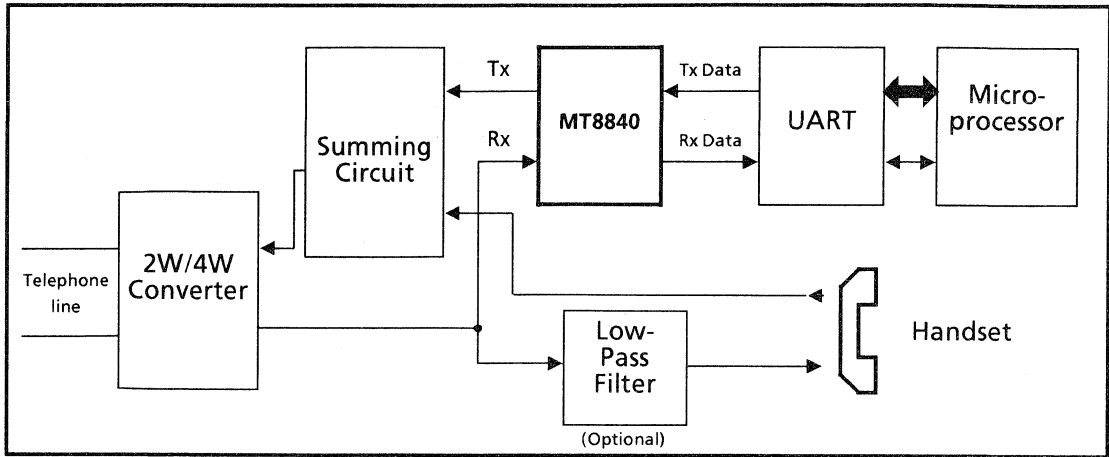 Summing
Circuit
Tx
Rx
MT8840
Tx Data
Rx Data
UART
Micro-
processor
2W/4W
Converter
Telephone
line
Low-
Pass
Filter
(Optional)
Handset